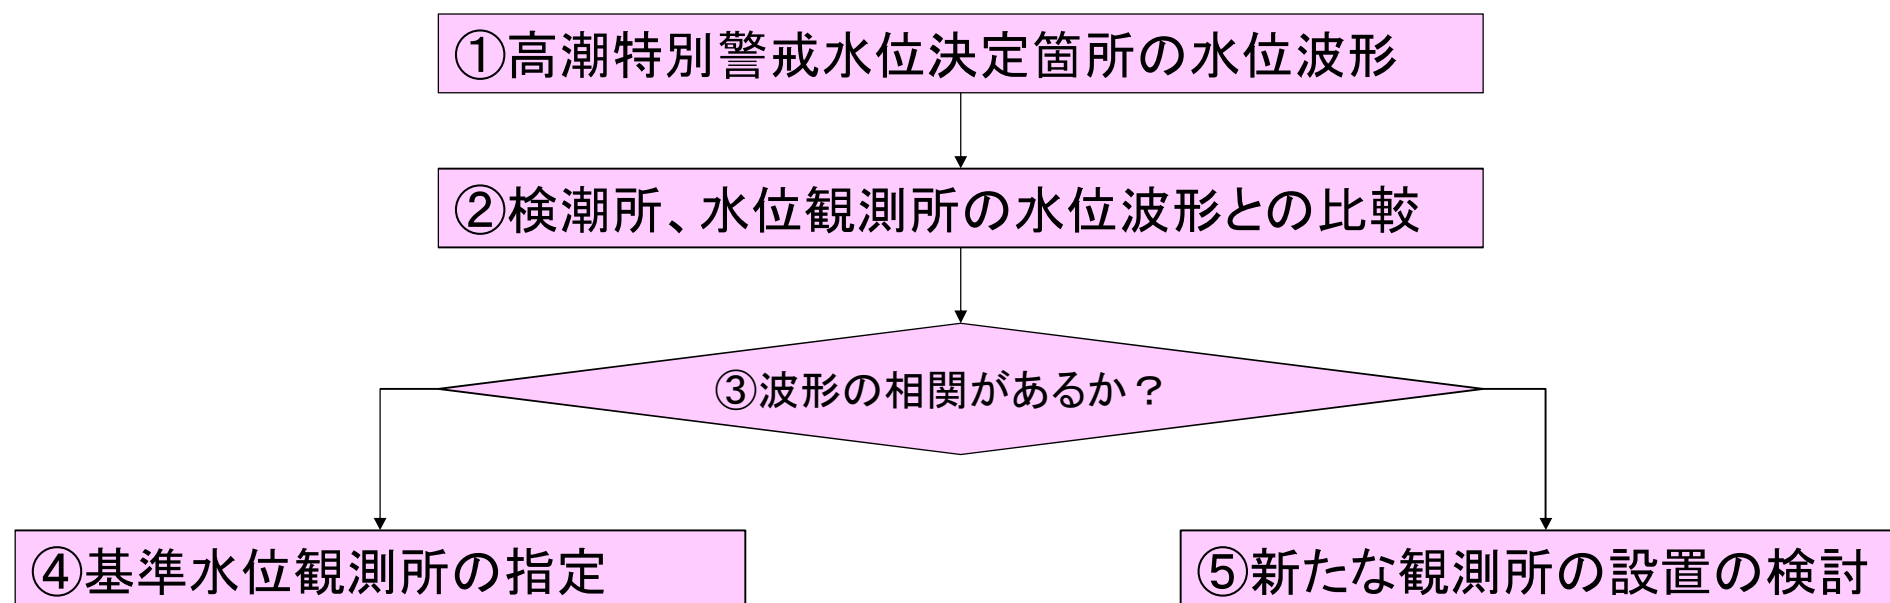 ①高潮特別警戒水位決定箇所の水位波形
②検潮所、水位観測所の水位波形との比較
③波形の相関があるか？
④基準水位観測所の指定
⑤新たな観測所の設置の検討